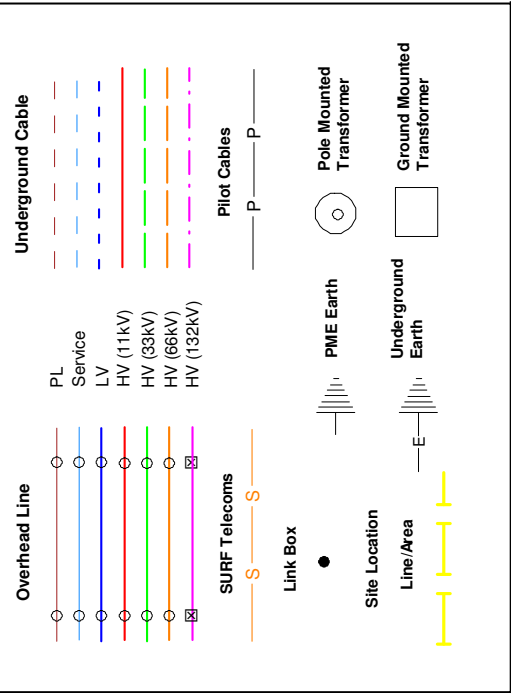 Overhead Line
Underground Cable
PL
Service
LV
HV (11kV)
HV (33kV)
HV (66kV)
HV (132kV)
SURF Telecoms
S S
Pilot Cables
P P
Link Box
PME Earth
Pole Mounted
Transformer
Site Location
Line/Area
E
Underground
Earth
Ground Mounted
Transformer